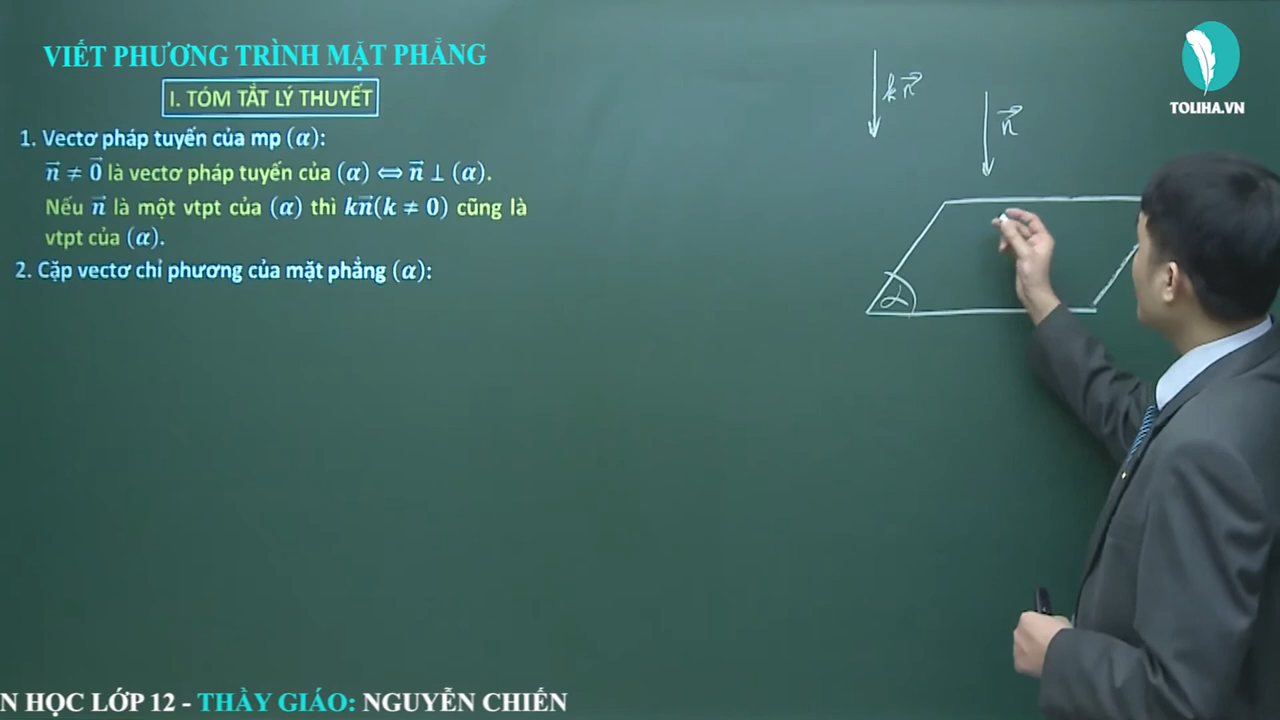 VIẾT PHƯƠNG TRÌNH MẶT PHẲNG
I. TÓM TẮT LÝ THUYẾT
1. Vectơ pháp tuyến của mp (α):
n⃗ ≠ 0⃗ là vectơ pháp tuyến của (α) ⟺ n⃗ ⊥ (α).
Nếu n⃗ là một vtpt của (α) thì kn⃗(k ≠ 0) cũng là
vtpt của (α).
2. Cặp vectơ chỉ phương của mặt phẳng (α):
kn⃗
n⃗
α
TOLIHA.VN
N HỌC LỚP 12 - THẦY GIÁO: NGUYỄN CHIẾN